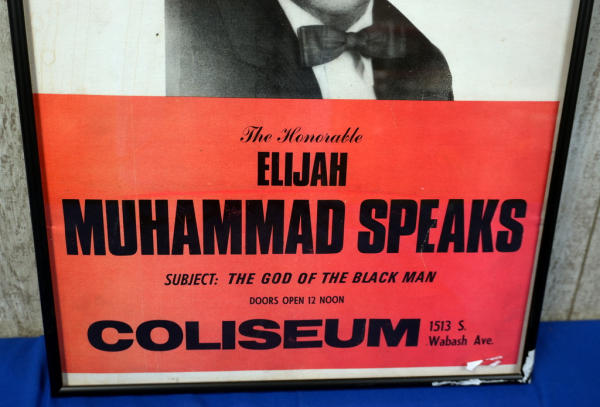 The Honorable
ELIJAH
MUHAMMAD SPEAKS
SUBJECT: THE GOD OF THE BLACK MAN
DOORS OPEN 12 NOON
COLISEUM 1513 S.
Wabash Ave.